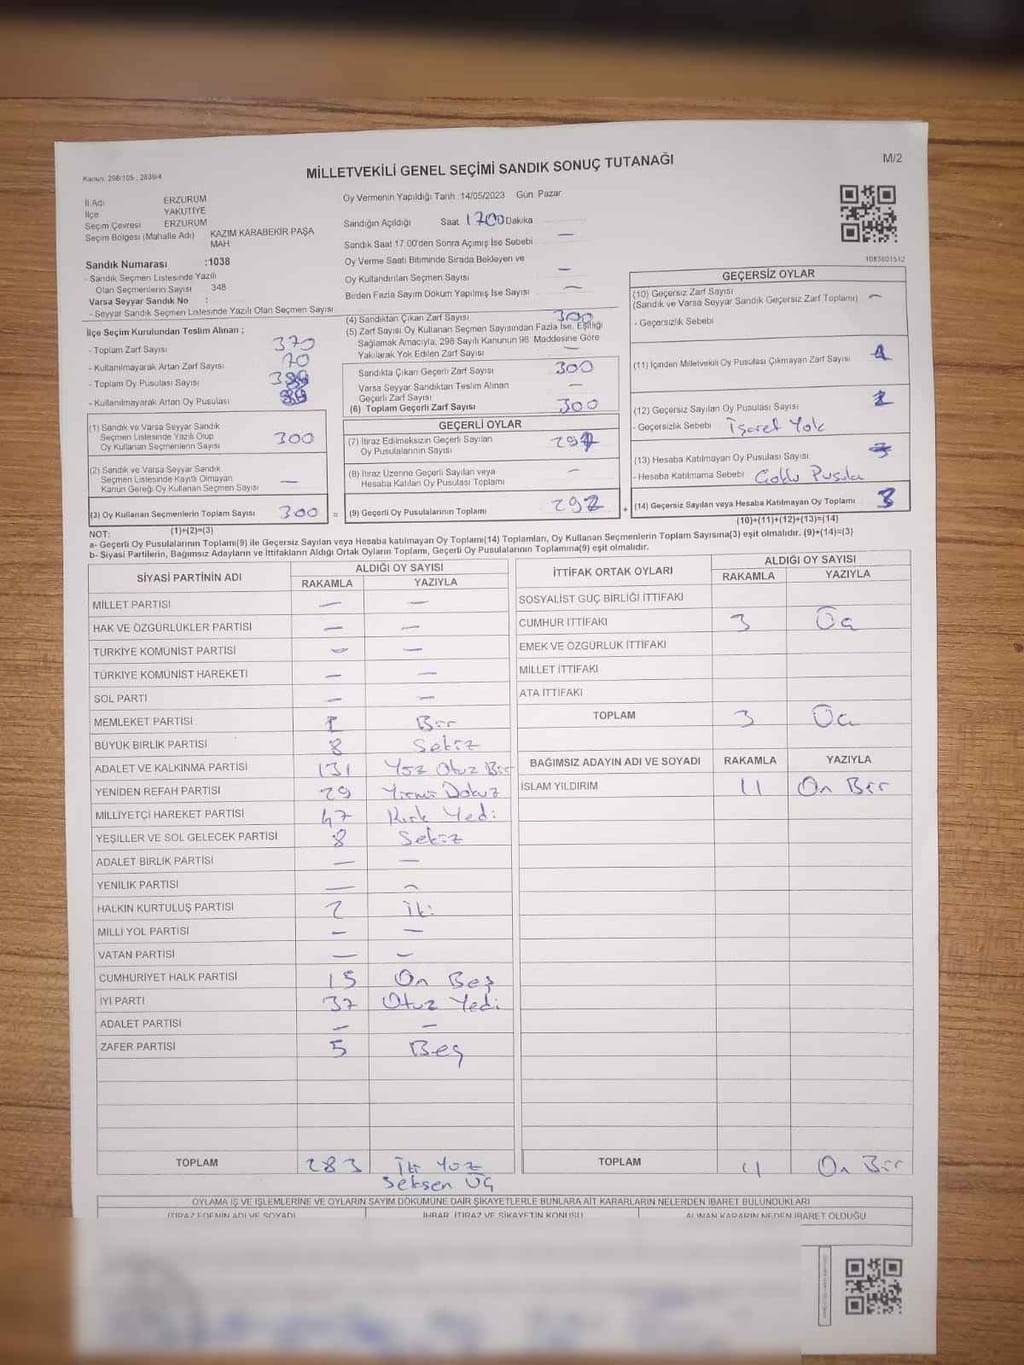 Kanun: 298/105, 2839/4
MİLLETVEKİLİ GENEL SEÇİMİ SANDIK SONUÇ TUTANAĞI
M/2
İl Adı ERZURUM
İlçe YAKUTİYE
Seçim Çevresi ERZURUM
Seçim Bölgesi (Mahalle Adı) KAZIM KARABEKİR PAŞA MAH
Sandık Numarası :1038
- Sandık Seçmen Listesinde Yazılı
Olan Seçmenlerin Sayısı 348
Varsa Seyyar Sandık No :
- Seyyar Sandık Seçmen Listesinde Yazılı Olan Seçmen Sayısı
Oy Vermenin Yapıldığı Tarih: 14/05/2023 Gün: Pazar
Sandığın Açıldığı Saat 1700 Dakika
Sandık Saat 17.00'den Sonra Açılmış İse Sebebi —
Oy Verme Saati Bitiminde Sırada Bekleyen ve
Oy Kullandırılan Seçmen Sayısı —
Birden Fazla Sayım Döküm Yapılmış İse Sayısı —
1083601512
İlçe Seçim Kurulundan Teslim Alınan ;
- Toplam Zarf Sayısı 370
- Kullanılmayarak Artan Zarf Sayısı 70
- Toplam Oy Pusulası Sayısı
- Kullanılmayarak Artan Oy Pusulası
(1) Sandık ve Varsa Seyyar Sandık
Seçmen Listesinde Yazılı Olup
Oy Kullanan Seçmenlerin Sayısı 300
(2) Sandık ve Varsa Seyyar Sandık
Seçmen Listesinde Kayıtlı Olmayan
Kanun Gereği Oy Kullanan Seçmen Sayısı —
(3) Oy Kullanan Seçmenlerin Toplam Sayısı 300
(1)+(2)=(3)
(4) Sandıktan Çıkan Zarf Sayısı 300
(5) Zarf Sayısı Oy Kullanan Seçmen Sayısından Fazla İse, Eşitliği
Sağlamak Amacıyla, 298 Sayılı Kanunun 98. Maddesine Göre
Yakılarak Yok Edilen Zarf Sayısı —
Sandıkta Çıkan Geçerli Zarf Sayısı 300
Varsa Seyyar Sandıktan Teslim Alınan
Geçerli Zarf Sayısı —
(6) Toplam Geçerli Zarf Sayısı 300
GEÇERLİ OYLAR
(7) İtiraz Edilmeksizin Geçerli Sayılan
Oy Pusulalarının Sayısı
(8) İtiraz Üzerine Geçerli Sayılan veya
Hesaba Katılan Oy Pusulası Toplamı —
= (9) Geçerli Oy Pusulalarının Toplamı
GEÇERSİZ OYLAR
(10) Geçersiz Zarf Sayısı
(Sandık ve Varsa Seyyar Sandık Geçersiz Zarf Toplamı) —
- Geçersizlik Sebebi
(11) İçinden Milletvekili Oy Pusulası Çıkmayan Zarf Sayısı
(12) Geçersiz Sayılan Oy Pusulası Sayısı
- Geçersizlik Sebebi İşaret Yok
(13) Hesaba Katılmayan Oy Pusulası Sayısı
- Hesaba Katılmama Sebebi Çoklu Pusula
+ (14) Geçersiz Sayılan veya Hesaba Katılmayan Oy Toplamı 3
(10)+(11)+(12)+(13)=(14)
NOT:
a- Geçerli Oy Pusulalarının Toplamı(9) ile Geçersiz Sayılan veya Hesaba katılmayan Oy Toplamı(14) Toplamları, Oy Kullanan Seçmenlerin Toplam Sayısına(3) eşit olmalıdır. (9)+(14)=(3)
b- Siyasi Partilerin, Bağımsız Adayların ve İttifakların Aldığı Ortak Oyların Toplamı, Geçerli Oy Pusulalarının Toplamına(9) eşit olmalıdır.
SİYASİ PARTİNİN ADI ALDIĞI OY SAYISI
RAKAMLA YAZIYLA
MİLLET PARTİSİ — —
HAK VE ÖZGÜRLÜKLER PARTİSİ — —
TÜRKİYE KOMÜNİST PARTİSİ — —
TÜRKİYE KOMÜNİST HAREKETİ — —
SOL PARTİ — —
MEMLEKET PARTİSİ 1 Bir
BÜYÜK BİRLİK PARTİSİ 8 Sekiz
ADALET VE KALKINMA PARTİSİ 131 Yüz Otuz Bir
YENİDEN REFAH PARTİSİ 29 Yirmi Dokuz
MİLLİYETÇİ HAREKET PARTİSİ 47 Kırk Yedi
YEŞİLLER VE SOL GELECEK PARTİSİ 8 Sekiz
ADALET BİRLİK PARTİSİ — —
YENİLİK PARTİSİ — —
HALKIN KURTULUŞ PARTİSİ 2 İki
MİLLİ YOL PARTİSİ — —
VATAN PARTİSİ — —
CUMHURİYET HALK PARTİSİ 15 On Beş
İYİ PARTİ 37 Otuz Yedi
ADALET PARTİSİ — —
ZAFER PARTİSİ 5 Beş
TOPLAM 283 İki Yüz
Seksen Üç
İTTİFAK ORTAK OYLARI ALDIĞI OY SAYISI
RAKAMLA YAZIYLA
SOSYALİST GÜÇ BİRLİĞİ İTTİFAKI
CUMHUR İTTİFAKI 3 Üç
EMEK VE ÖZGÜRLÜK İTTİFAKI
MİLLET İTTİFAKI
ATA İTTİFAKI
TOPLAM 3 Üç
BAĞIMSIZ ADAYIN ADI VE SOYADI RAKAMLA YAZIYLA
İSLAM YILDIRIM 11 On Bir
TOPLAM 11 On Bir
OYLAMA İŞ VE İŞLEMLERİNE VE OYLARIN SAYIM DÖKÜMÜNE DAİR ŞİKAYETLERLE BUNLARA AİT KARARLARIN NELERDEN İBARET BULUNDUKLARI
İTİRAZ EDENİN ADI VE SOYADI İHBAR, İTİRAZ VE ŞİKAYETİN KONUSU ALINAN KARARIN NEDEN İBARET OLDUĞU